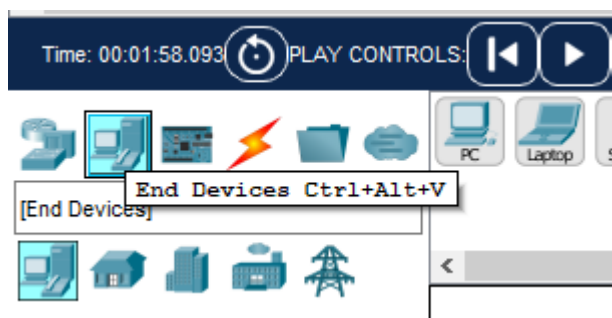 Time: 00:01:58.093 PLAY CONTROLS:
PC Laptop
End Devices Ctrl+Alt+V
[End Devices]